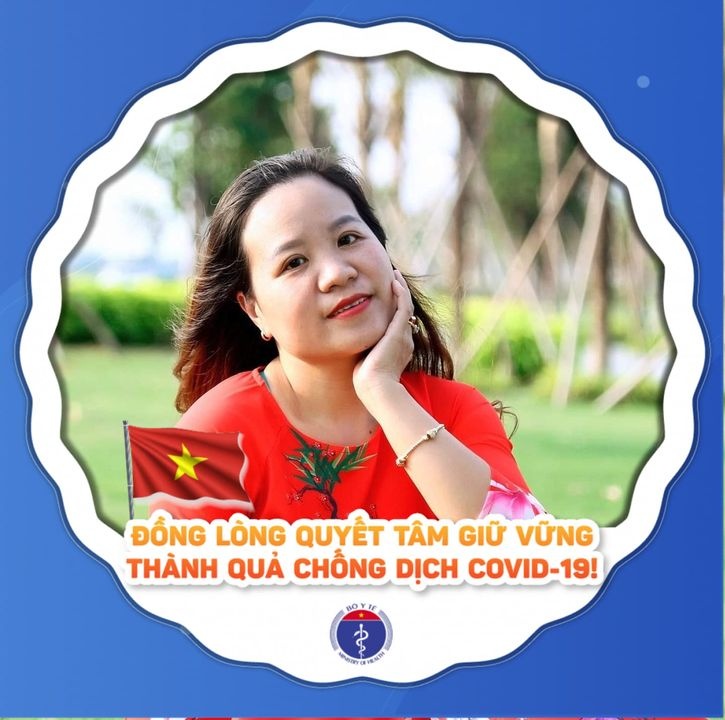 ĐỒNG LÒNG QUYẾT TÂM GIỮ VỮNG
THÀNH QUẢ CHỐNG DỊCH COVID-19!
BỘ Y TẾ
MINISTRY OF HEALTH